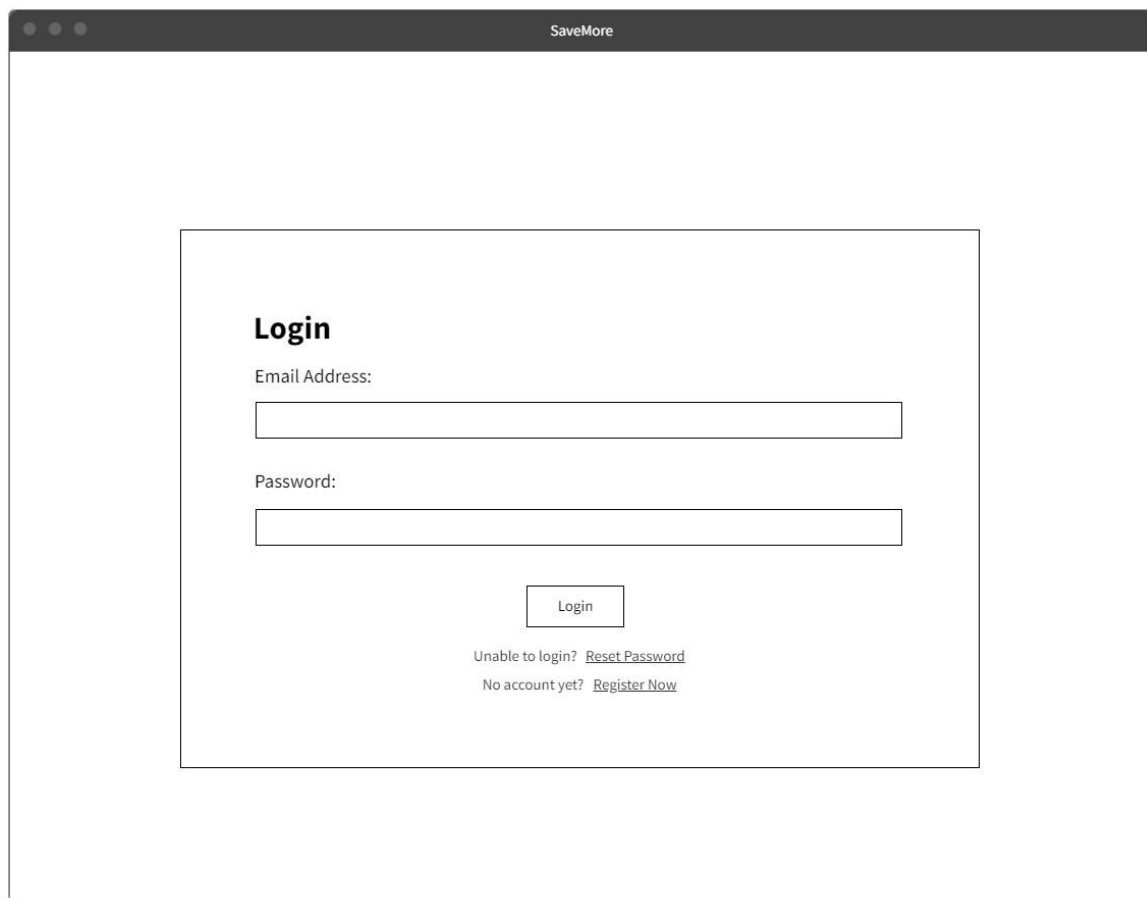 SaveMore
Login
Email Address:
Password:
Login
Unable to login? Reset Password
No account yet? Register Now